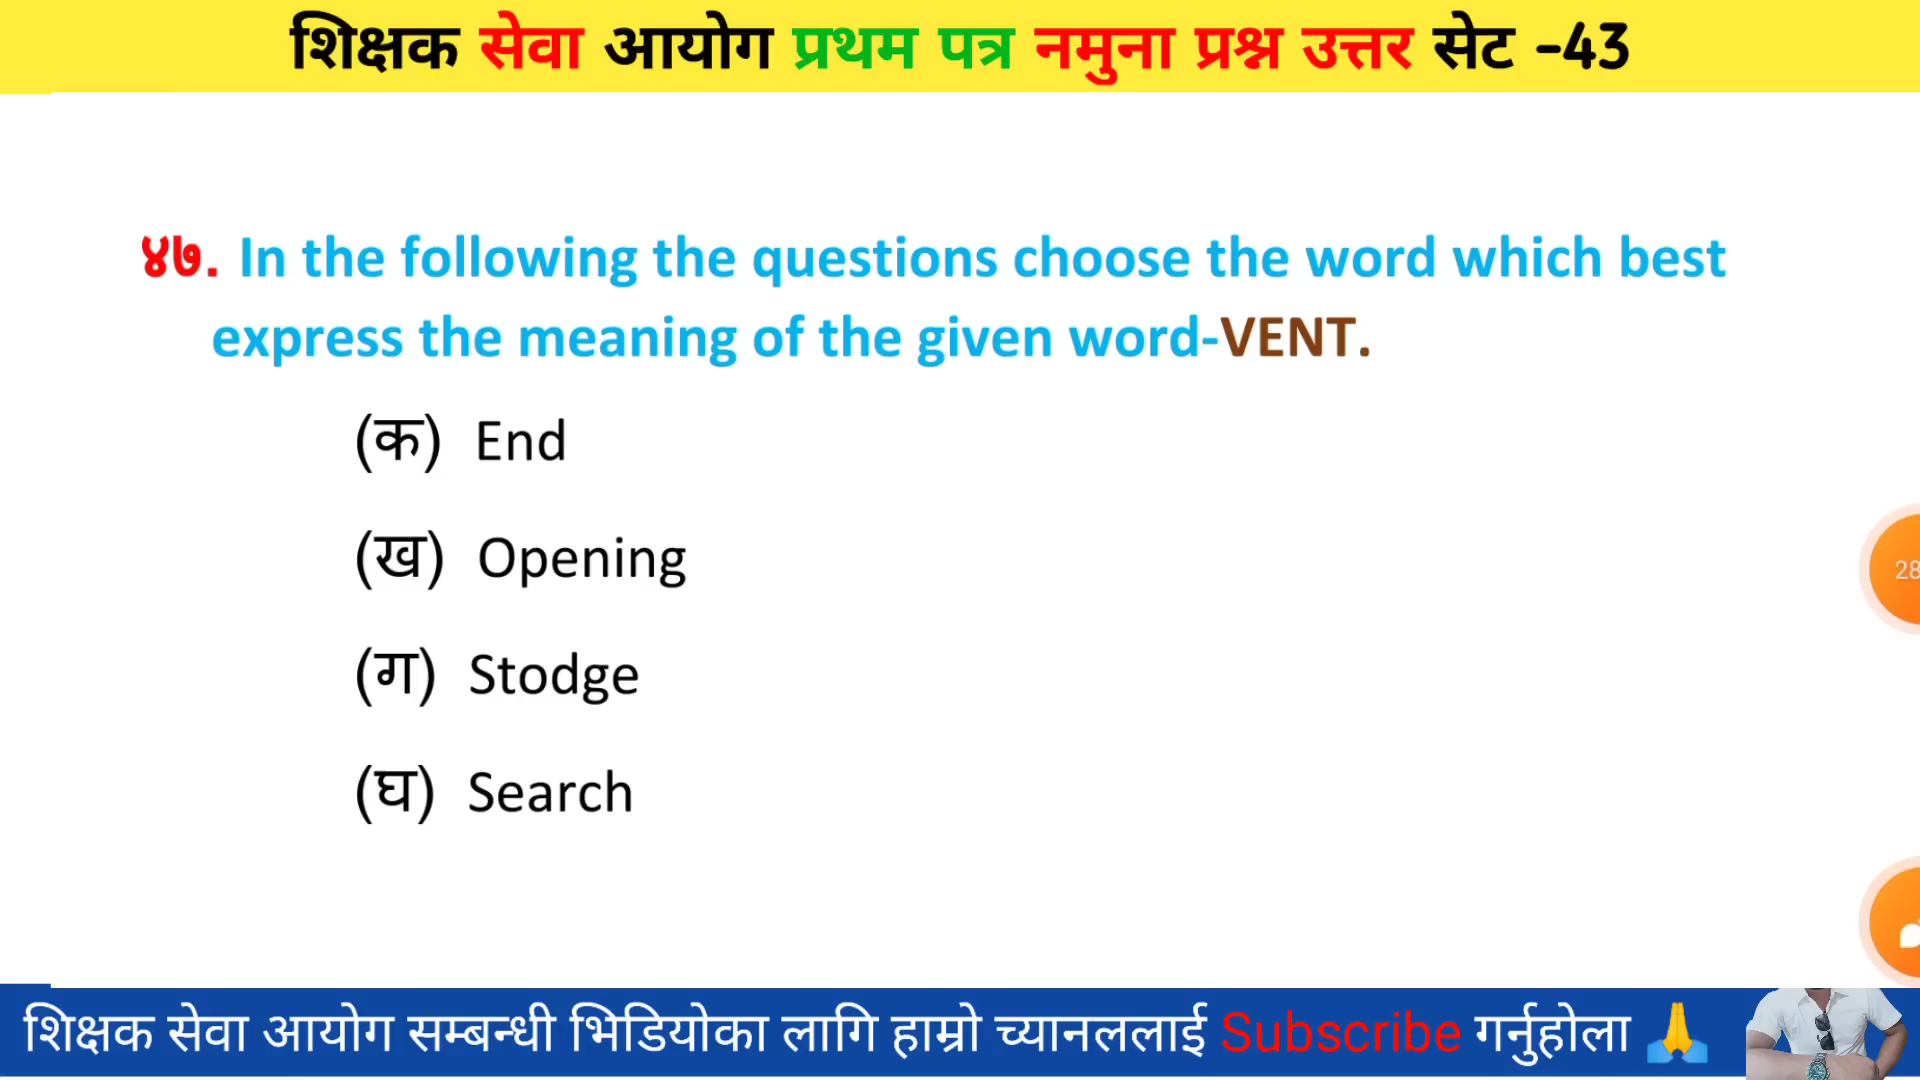 शिक्षक सेवा आयोग प्रथम पत्र नमुना प्रश्न उत्तर सेट -43
४७. In the following the questions choose the word which best
express the meaning of the given word-VENT.
(क) End
(ख) Opening
(ग) Stodge
(घ) Search
28
शिक्षक सेवा आयोग सम्बन्धी भिडियोका लागि हाम्रो च्यानललाई Subscribe गर्नुहोला 🙏